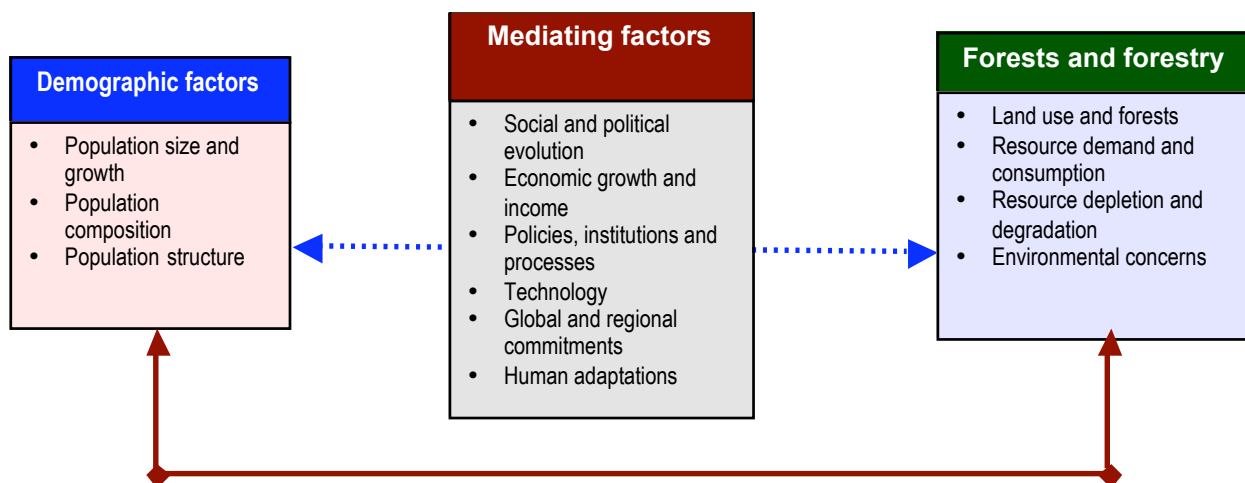 Demographic factors
• Population size and
growth
• Population
composition
• Population structure
Mediating factors
• Social and political
evolution
• Economic growth and
income
• Policies, institutions and
processes
• Technology
• Global and regional
commitments
• Human adaptations
Forests and forestry
• Land use and forests
• Resource demand and
consumption
• Resource depletion and
degradation
• Environmental concerns